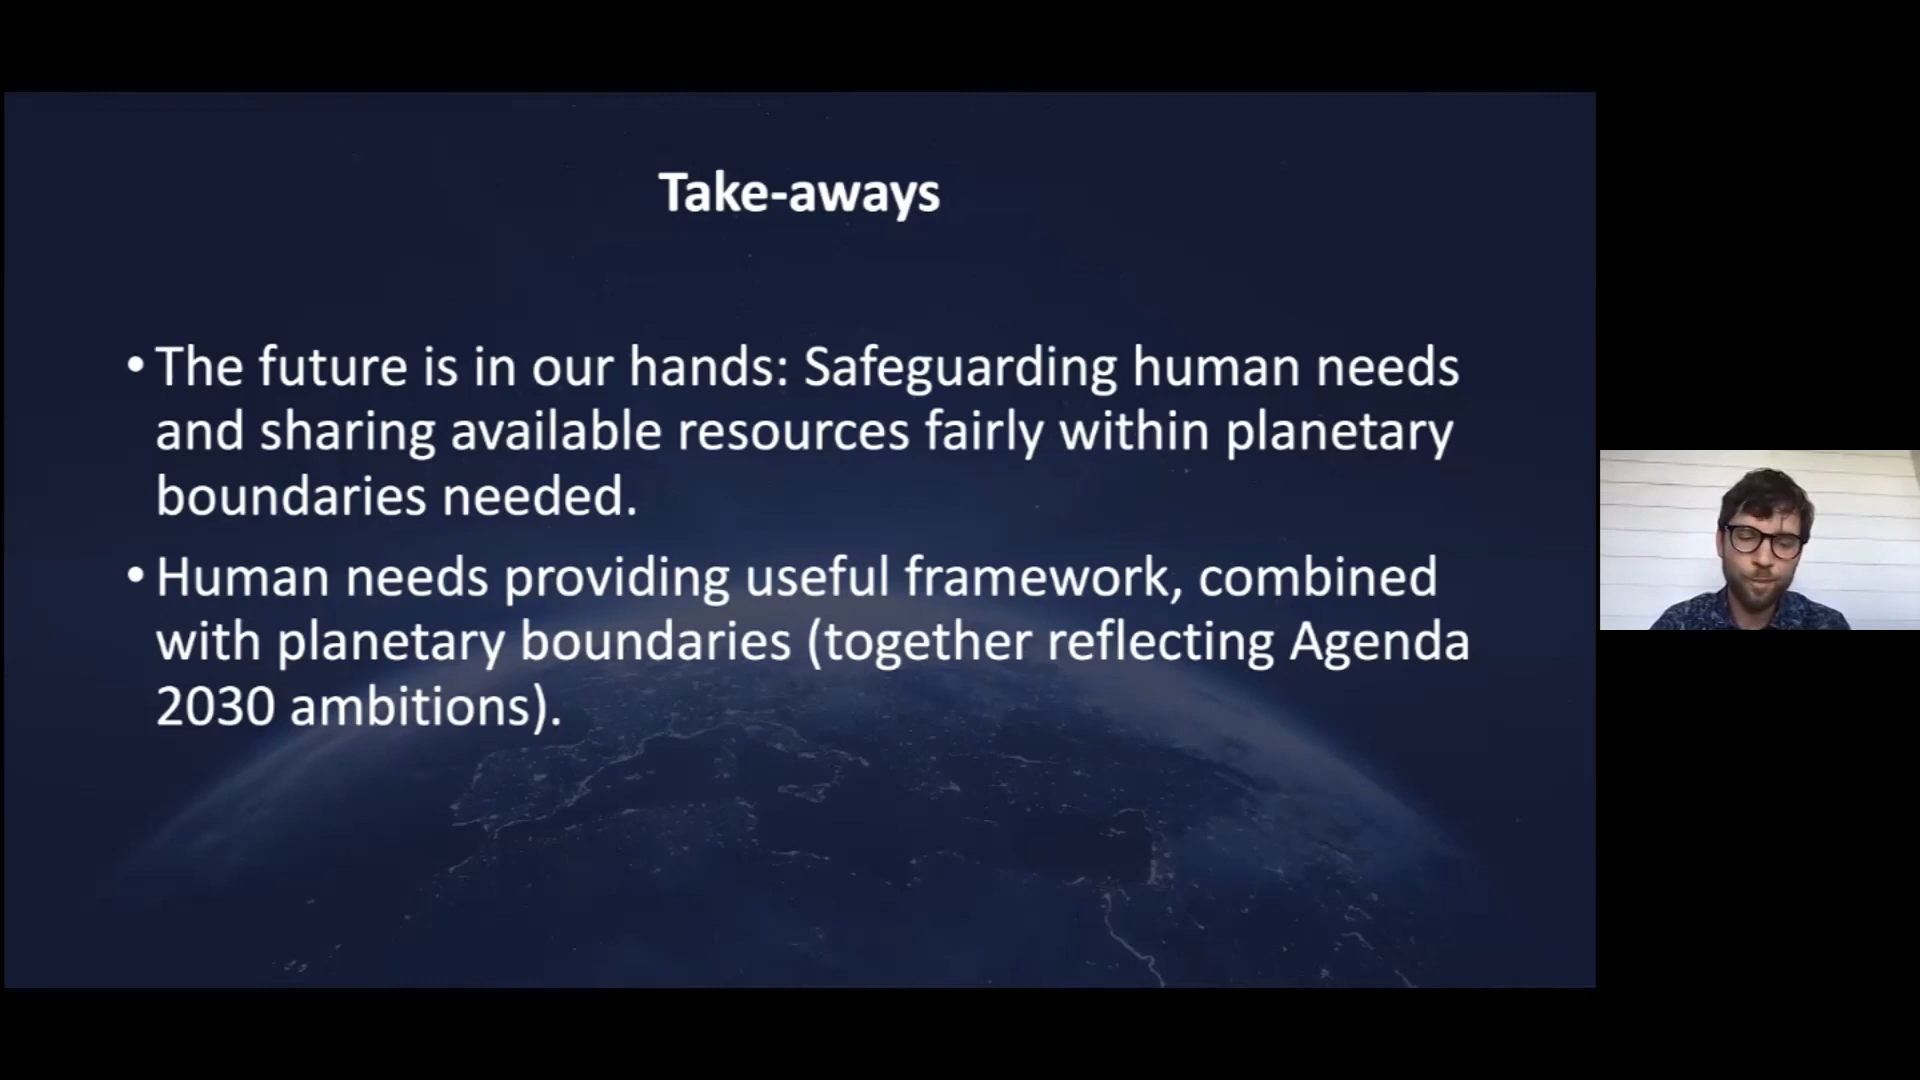 Take-aways
• The future is in our hands: Safeguarding human needs
and sharing available resources fairly within planetary
boundaries needed.
• Human needs providing useful framework, combined
with planetary boundaries (together reflecting Agenda
2030 ambitions).